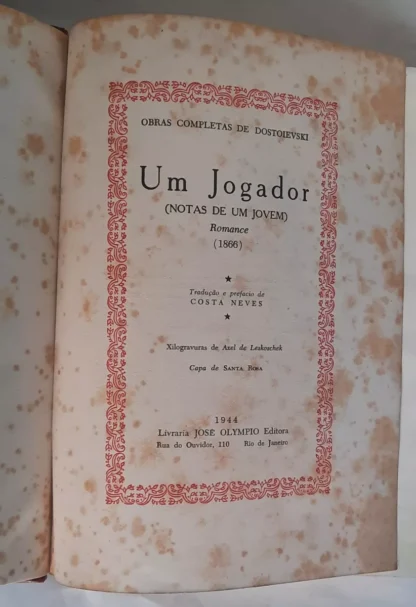 OBRAS COMPLETAS DE DOSTOIEVSKI
Um Jogador
(NOTAS DE UM JOVEM)
Romance
(1866)
★
Tradução e prefacio de
COSTA NEVES
★
Xilogravuras de Axel de Leskoschek
Capa de SANTA ROSA
1944
Livraria JOSÉ OLYMPIO Editora
Rua do Ouvidor, 110 Rio de Janeiro